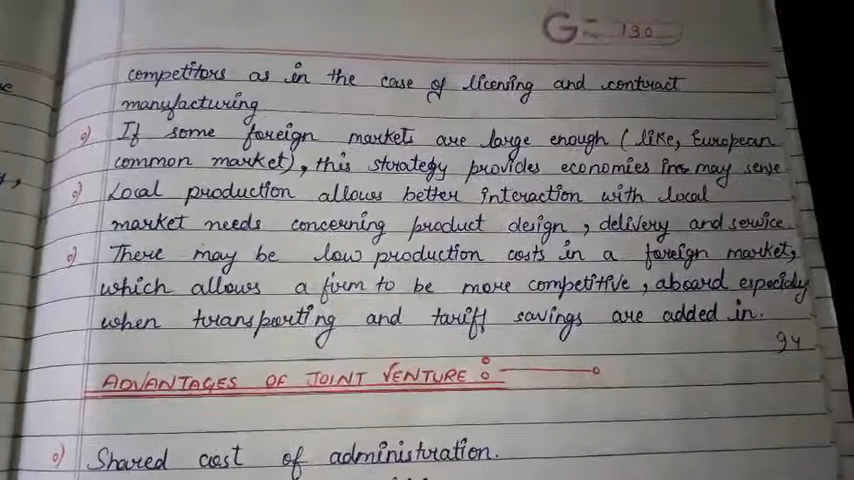 G- 130
competitors as in the case of licensing and contract
manufacturing
If some foreign markets are large enough (like, European
common market), this strategy provides economies in may sense
Local production allows better interaction with local
market needs concerning product design, delivery and service.
There may be low production costs in a foreign market,
which allows a firm to be more competitive, aboard especialy
when transporting and tariff savings are added in.
94
ADVANTAGES OF JOINT VENTURE :
Shared cost of administration.